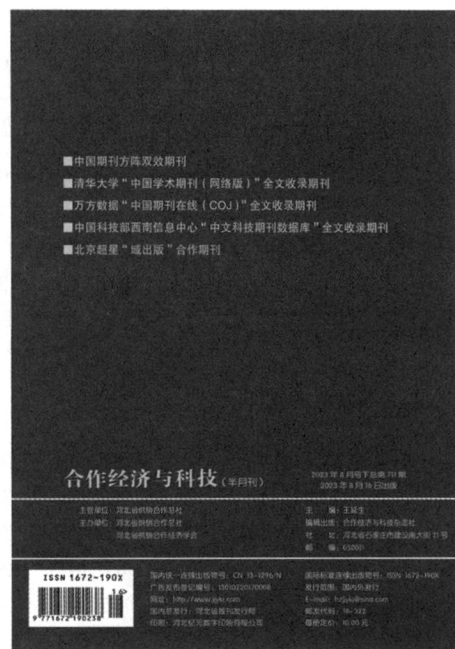 ■中国期刊方阵双效期刊
■清华大学“中国学术期刊(网络版)”全文收录期刊
■万方数据“中国期刊在线(COJ)”全文收录期刊
■中国科技部西南信息中心“中文科技期刊数据库”全文收录期刊
■北京超星“域出版”合作期刊
合作经济与科技(半月刊)
2023年8月号下总第711期
2023年8月16日出版
主管单位:河北省供销合作总社
主办单位:河北省供销合作总社
河北省供销合作经济学会
主 编:王延生
编辑出版:合作经济与科技杂志社
社 址:河北省石家庄市建设南大街21号
邮 编:
ISSN 1672-190X
16>
9 771672 190238
国内统一连续出版物号:CN 13-1296/N
广告发布登记编号:
网址:
国内总发行:河北省报刊发行局
印刷:河北纪元数字印刷有限公司
国际标准连续出版物号:ISSN 1672-190X
发行范围:国内外发行
E-mail:
邮发代号:18-323
每册定价:10.00元